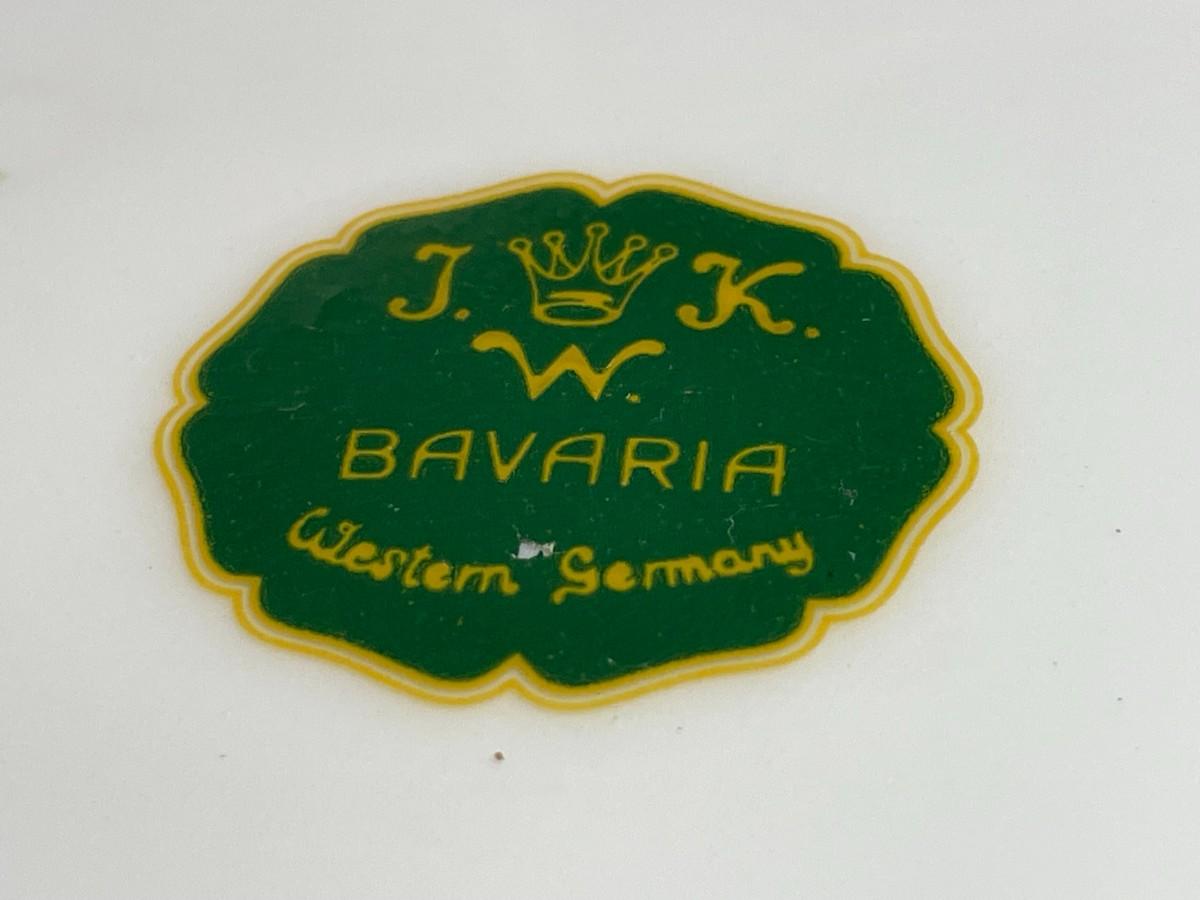 J. K.
W.
BAVARIA
Western Germany